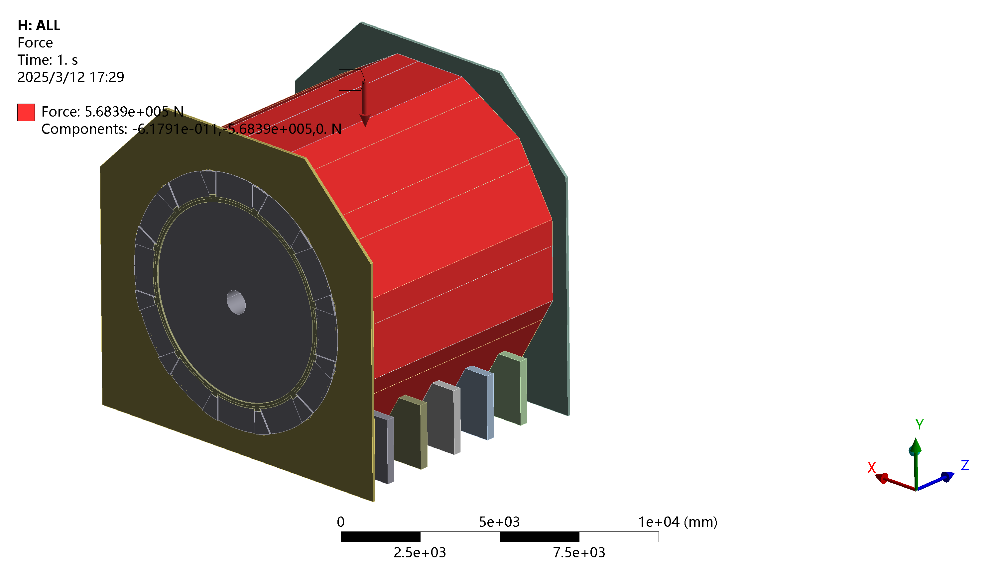 H: ALL
Force
Time: 1. s
2025/3/12 17:29
Force: 5.6839e+005 N
Components: -6.1791e-011,-5.6839e+005,0. N
Y
X
Z
0
5e+03
1e+04 (mm)
2.5e+03
7.5e+03